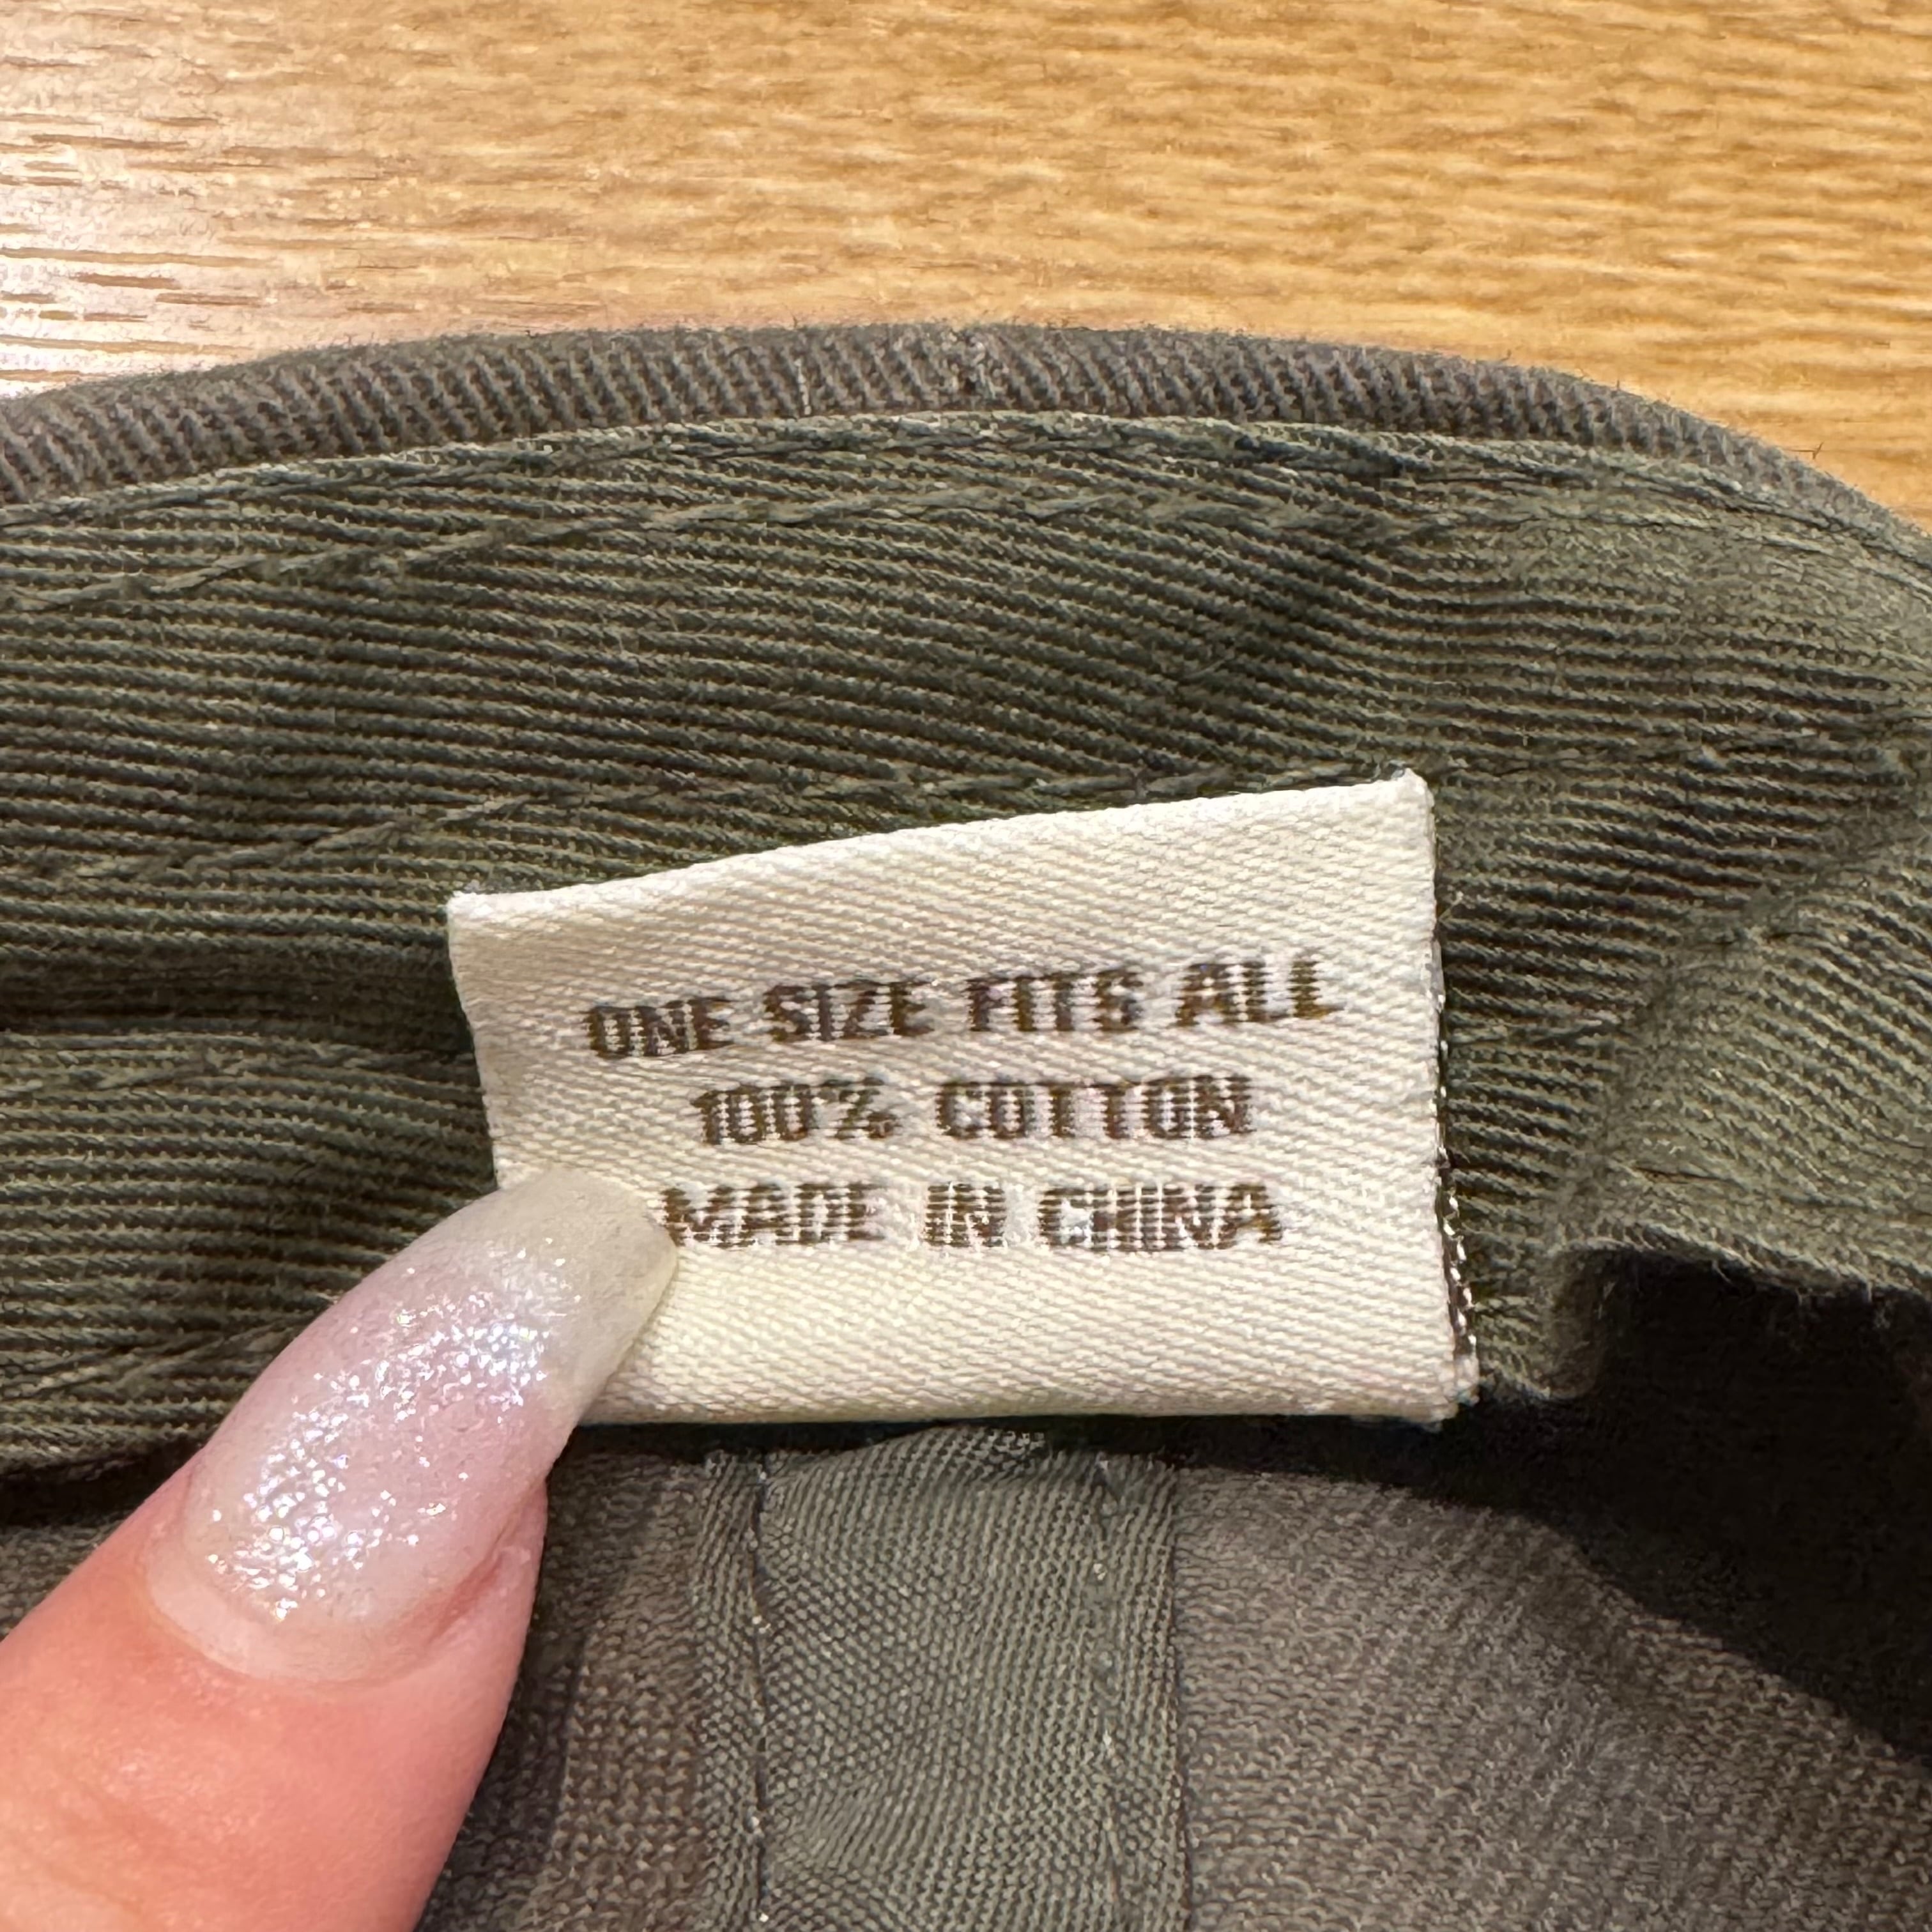 ONE SIZE FITS ALL
100% COTTON
MADE IN CHINA